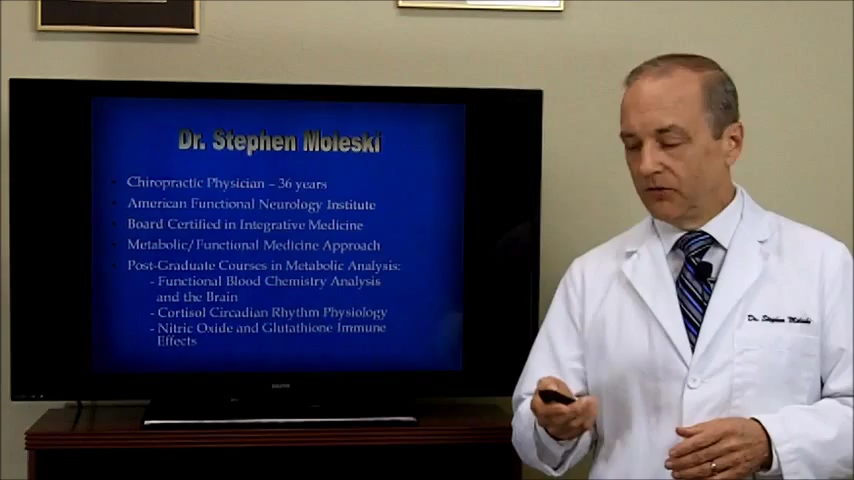 Dr. Stephen Moleski
Chiropractic Physician – 36 years
American Functional Neurology Institute
Board Certified in Integrative Medicine
Metabolic/Functional Medicine Approach
Post-Graduate Courses in Metabolic Analysis:
- Functional Blood Chemistry Analysis
and the Brain
- Cortisol Circadian Rhythm Physiology
- Nitric Oxide and Glutathione Immune
Effects
Dr. Stephen Moleski